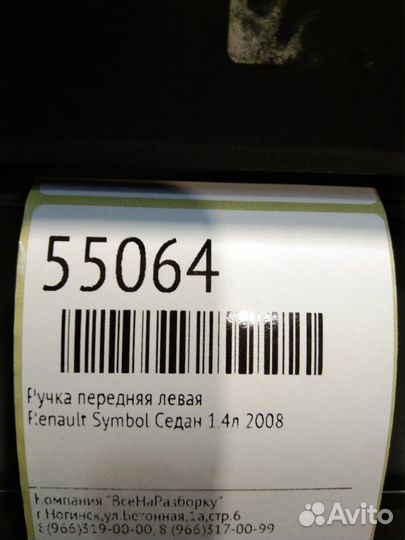 55064
Ручка передняя левая
Renault Symbol Седан 1.4л 2008
Компания "ВсеНаРазборку"
г.Ногинск,ул.Бетонная,1а,стр.6
8(966)319-00-00, 8 (966)317-00-99
Avito